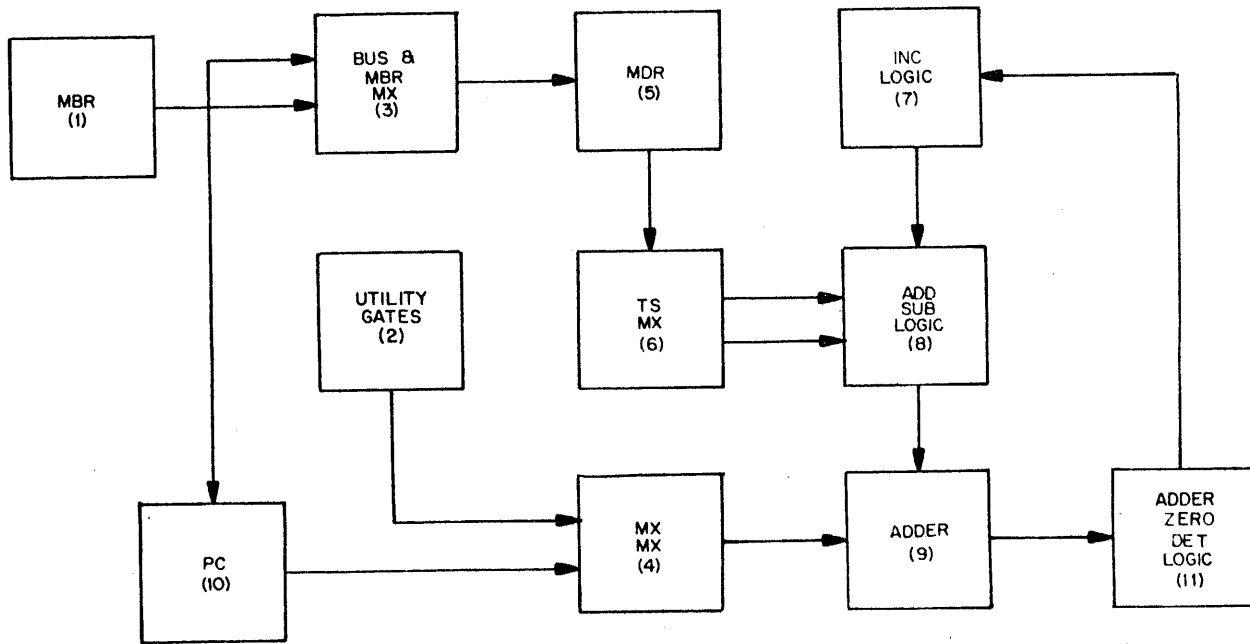 MBR
(1)
BUS &
MBR
MX
(3)
MDR
(5)
INC
LOGIC
(7)
UTILITY
GATES
(2)
TS
MX
(6)
ADD
SUB
LOGIC
(8)
PC
(10)
MX
MX
(4)
ADDER
(9)
ADDER
ZERO
DET
LOGIC
(11)